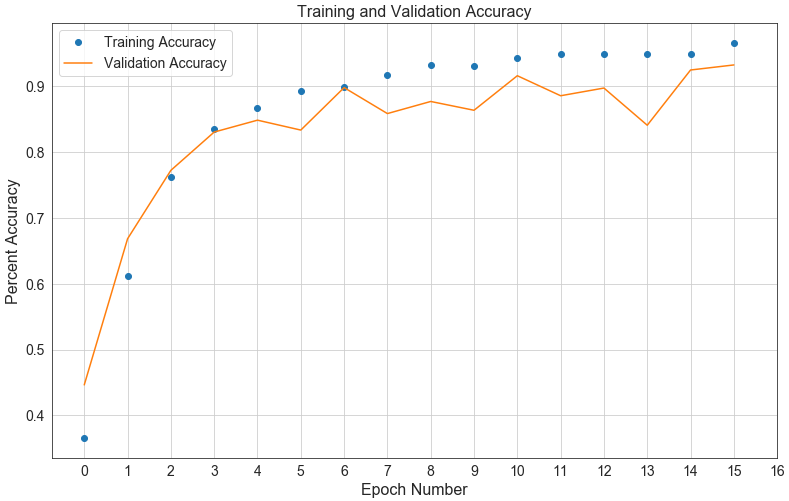 Training and Validation Accuracy
Training Accuracy
Validation Accuracy
Percent Accuracy
0.9
0.8
0.7
0.6
0.5
0.4
0 1 2 3 4 5 6 7 8 9 10 11 12 13 14 15 16
Epoch Number